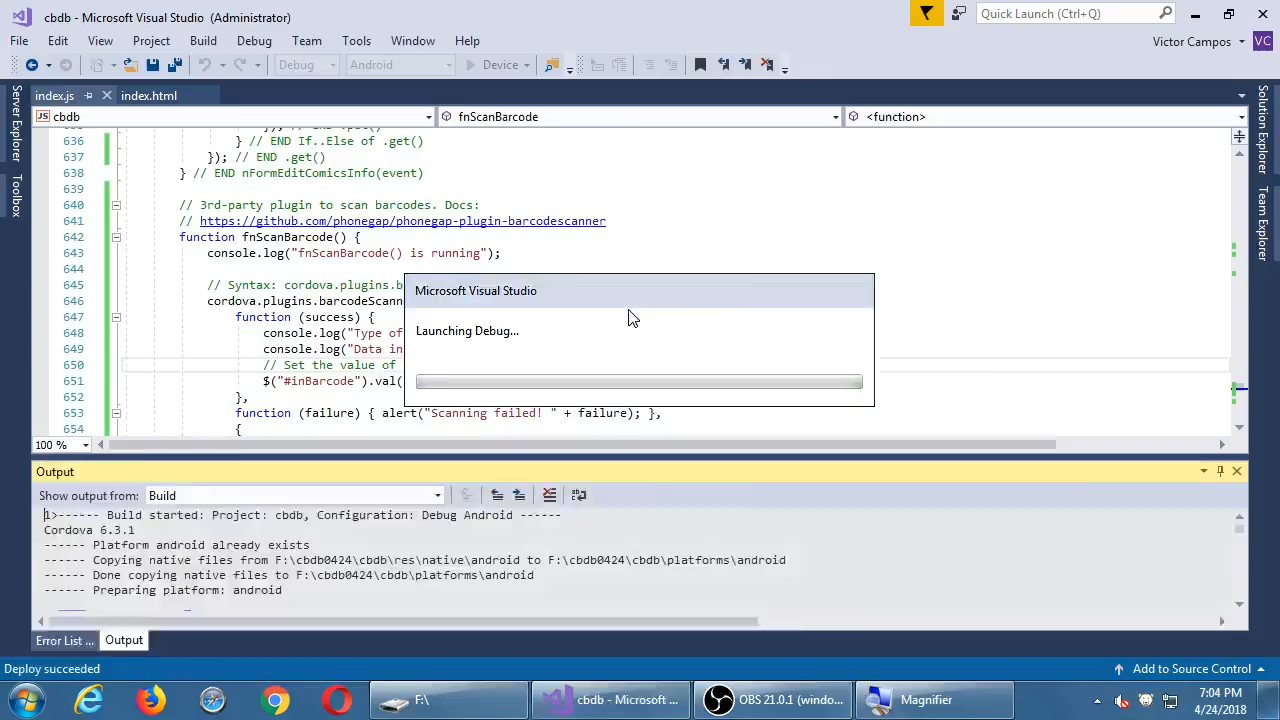 cbdb - Microsoft Visual Studio (Administrator)
Quick Launch (Ctrl+Q)
File Edit View Project Build Debug Team Tools Window Help
Victor Campos VC
Debug Android Device
index.js index.html
cbdb fnScanBarcode <function>
Server Explorer
Toolbox
Solution Explorer
Team Explorer
636 } // END If..Else of .get()
637 }); // END .get()
638 } // END nFormEditComicsInfo(event)
639
640 // 3rd-party plugin to scan barcodes. Docs:
641 // https://github.com/phonegap/phonegap-plugin-barcodescanner
642 function fnScanBarcode() {
643 console.log("fnScanBarcode() is running");
644
645 // Syntax: cordova.plugins.b
646 cordova.plugins.barcodeScan
647 function (success) {
648 console.log("Type of
649 console.log("Data in
650 // Set the value of
651 $("#inBarcode").val(
652 },
653 function (failure) { alert("Scanning failed! " + failure); },
654 {
Microsoft Visual Studio
Launching Debug...
100 %
Output
Show output from: Build
1>------ Build started: Project: cbdb, Configuration: Debug Android ------
Cordova 6.3.1
------ Platform android already exists
------ Copying native files from F:\cbdb0424\cbdb\res\native\android to F:\cbdb0424\cbdb\platforms\android
------ Done copying native files to F:\cbdb0424\cbdb\platforms\android
------ Preparing platform: android
Error List ... Output
Deploy succeeded
Add to Source Control
F:\
cbdb - Microsoft ...
OBS 21.0.1 (windo...
Magnifier
7:04 PM
4/24/2018